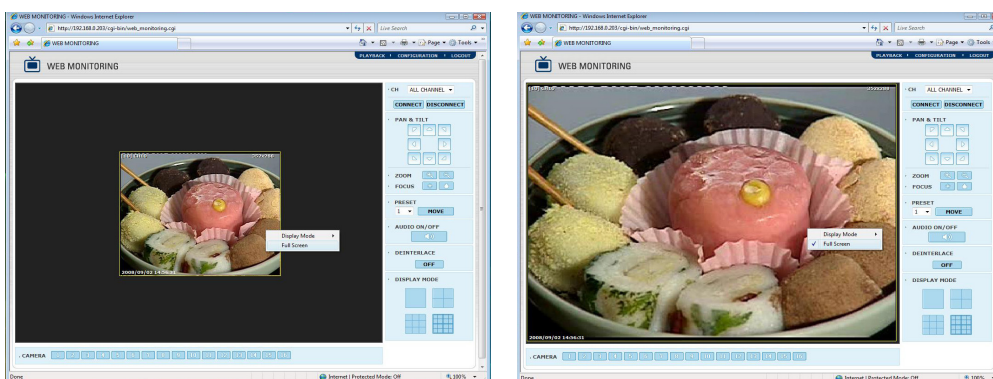 WEB MONITORING - Windows Internet Explorer
http://192.168.0.203/cgi-bin/web_monitoring.cgi
Live Search
WEB MONITORING
Page
Tools
PLAYBACK
CONFIGURATION
LOGOUT
WEB MONITORING
CH ALL CHANNEL
CONNECT DISCONNECT
PAN & TILT
ZOOM
FOCUS
PRESET
1 MOVE
AUDIO ON/OFF
DEINTERLACE
OFF
DISPLAY MODE
352x288
Display Mode
Full Screen
2008/09/02 14:56:31
CAMERA
Done
Internet | Protected Mode: Off
100%
WEB MONITORING - Windows Internet Explorer
http://192.168.0.203/cgi-bin/web_monitoring.cgi
Live Search
WEB MONITORING
Page
Tools
PLAYBACK
CONFIGURATION
LOGOUT
WEB MONITORING
CH ALL CHANNEL
CONNECT DISCONNECT
PAN & TILT
ZOOM
FOCUS
PRESET
1 MOVE
AUDIO ON/OFF
DEINTERLACE
OFF
DISPLAY MODE
352x288
Display Mode
Full Screen
2008/09/02 14:56:31
CAMERA
Done
Internet | Protected Mode: Off
100%